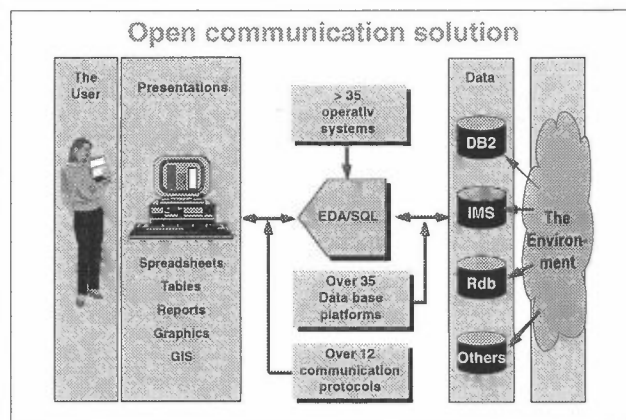 Open communication solution
The
User
Presentations
Spreadsheets
Tables
Reports
Graphics
GIS
> 35
operativ
systems
EDA/SQL
Over 35
Data base
platforms
Over 12
communication
protocols
Data
DB2
IMS
Rdb
Others
The
Environ-
ment